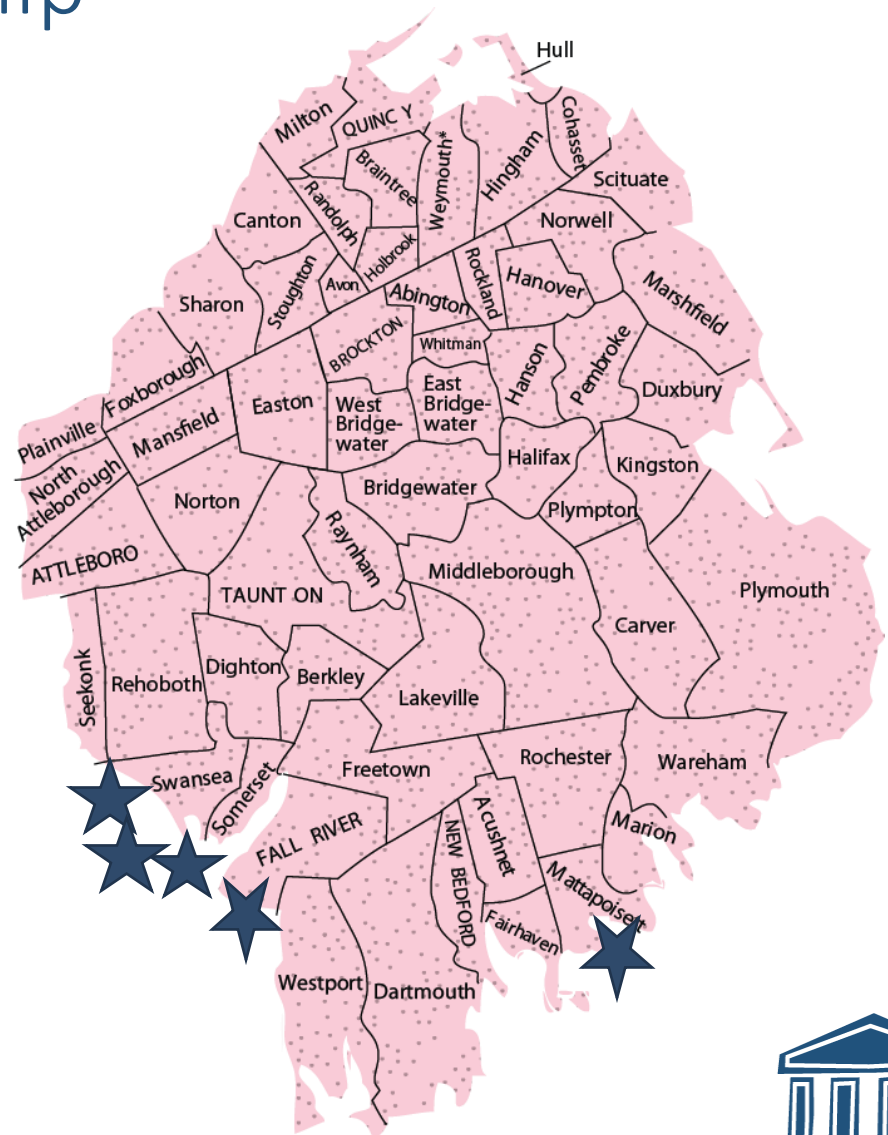 Hull
Milton
QUINC Y
Cohasset
Braintree
Weymouth*
Hingham
Scituate
Randolph
Canton
Norwell
Holbrook
Stoughton
Avon
Rockland
Hanover
Abington
Sharon
Marshfield
BROCKTON
Whitman
Hanson
Pembroke
Foxborough
Duxbury
Easton
West
Bridge-
water
East
Bridge-
water
Plainville
Mansfield
North
Attleborough
Halifax
Kingston
Norton
Bridgewater
Plympton
Raynham
ATTLEBORO
Middleborough
TAUNT ON
Plymouth
Carver
Seekonk
Rehoboth
Dighton
Berkley
Lakeville
Swansea
Somerset
Freetown
Rochester
Wareham
FALL RIVER
NEW BEDFORD
Acushnet
Marion
Mattapoisett
Fairhaven
Westport
Dartmouth